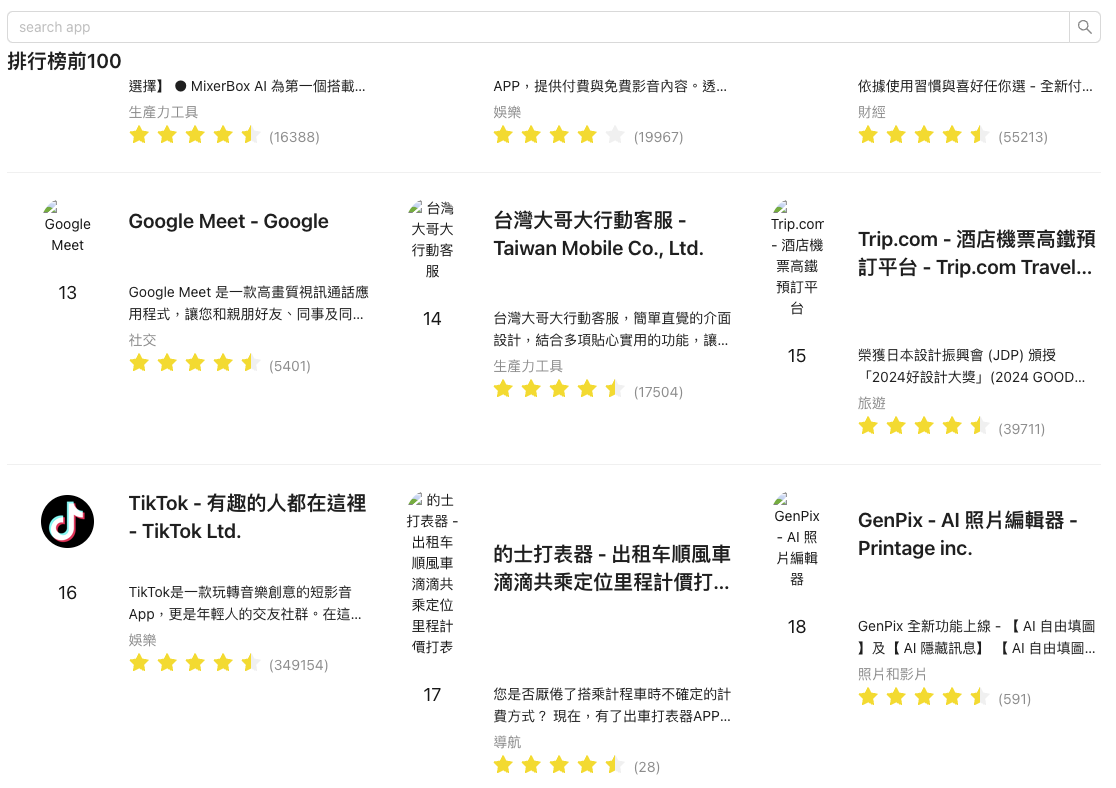 search app
排行榜前100
選擇】 ● MixerBox AI 為第一個搭載...
生產力工具
(16388)
APP，提供付費與免費影音內容。透...
娛樂
(19967)
依據使用習慣與喜好任你選 - 全新付...
財經
(55213)
Google
Meet
13
Google Meet - Google
Google Meet 是一款高畫質視訊通話應
用程式，讓您和親朋好友、同事及同...
社交
(5401)
台灣
大哥大
行動客
服
14
台灣大哥大行動客服 -
Taiwan Mobile Co., Ltd.
台灣大哥大行動客服，簡單直覺的介面
設計，結合多項貼心實用的功能，讓...
生產力工具
(17504)
Trip.com
- 酒店機
票高鐵
預訂平
台
15
Trip.com - 酒店機票高鐵預
訂平台 - Trip.com Travel...
榮獲日本設計振興會 (JDP) 頒授
「2024好設計大獎」(2024 GOOD...
旅遊
(39711)
16
TikTok - 有趣的人都在這裡
- TikTok Ltd.
TikTok是一款玩轉音樂創意的短影音
App，更是年輕人的交友社群。在這...
娛樂
(349154)
的士
打表器 -
出租车
順風車
滴滴共
乘定位
里程計
價打表
17
的士打表器 - 出租车順風車
滴滴共乘定位里程計價打...
您是否厭倦了搭乘計程車時不確定的計
費方式？ 現在，有了出車打表器APP...
導航
(28)
GenPix
- AI 照
片編輯
器
18
GenPix - AI 照片編輯器 -
Printage inc.
GenPix 全新功能上線 - 【 AI 自由填圖
】及【 AI 隱藏訊息】 【 AI 自由填圖...
照片和影片
(591)